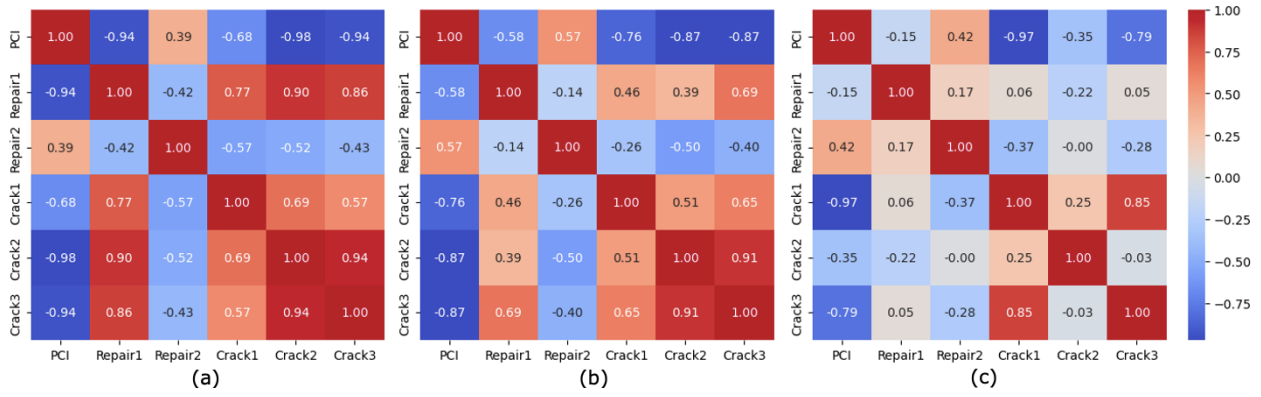 PCI 1.00 -0.94 0.39 -0.68 -0.98 -0.94
Repair1 -0.94 1.00 -0.42 0.77 0.90 0.86
Repair2 0.39 -0.42 1.00 -0.57 -0.52 -0.43
Crack1 -0.68 0.77 -0.57 1.00 0.69 0.57
Crack2 -0.98 0.90 -0.52 0.69 1.00 0.94
Crack3 -0.94 0.86 -0.43 0.57 0.94 1.00
PCI Repair1 Repair2 Crack1 Crack2 Crack3
(a)
PCI 1.00 -0.58 0.57 -0.76 -0.87 -0.87
Repair1 -0.58 1.00 -0.14 0.46 0.39 0.69
Repair2 0.57 -0.14 1.00 -0.26 -0.50 -0.40
Crack1 -0.76 0.46 -0.26 1.00 0.51 0.65
Crack2 -0.87 0.39 -0.50 0.51 1.00 0.91
Crack3 -0.87 0.69 -0.40 0.65 0.91 1.00
PCI Repair1 Repair2 Crack1 Crack2 Crack3
(b)
PCI 1.00 -0.15 0.42 -0.97 -0.35 -0.79
Repair1 -0.15 1.00 0.17 0.06 -0.22 0.05
Repair2 0.42 0.17 1.00 -0.37 -0.00 -0.28
Crack1 -0.97 0.06 -0.37 1.00 0.25 0.85
Crack2 -0.35 -0.22 -0.00 0.25 1.00 -0.03
Crack3 -0.79 0.05 -0.28 0.85 -0.03 1.00
PCI Repair1 Repair2 Crack1 Crack2 Crack3
(c)
1.00
0.75
0.50
0.25
0.00
-0.25
-0.50
-0.75